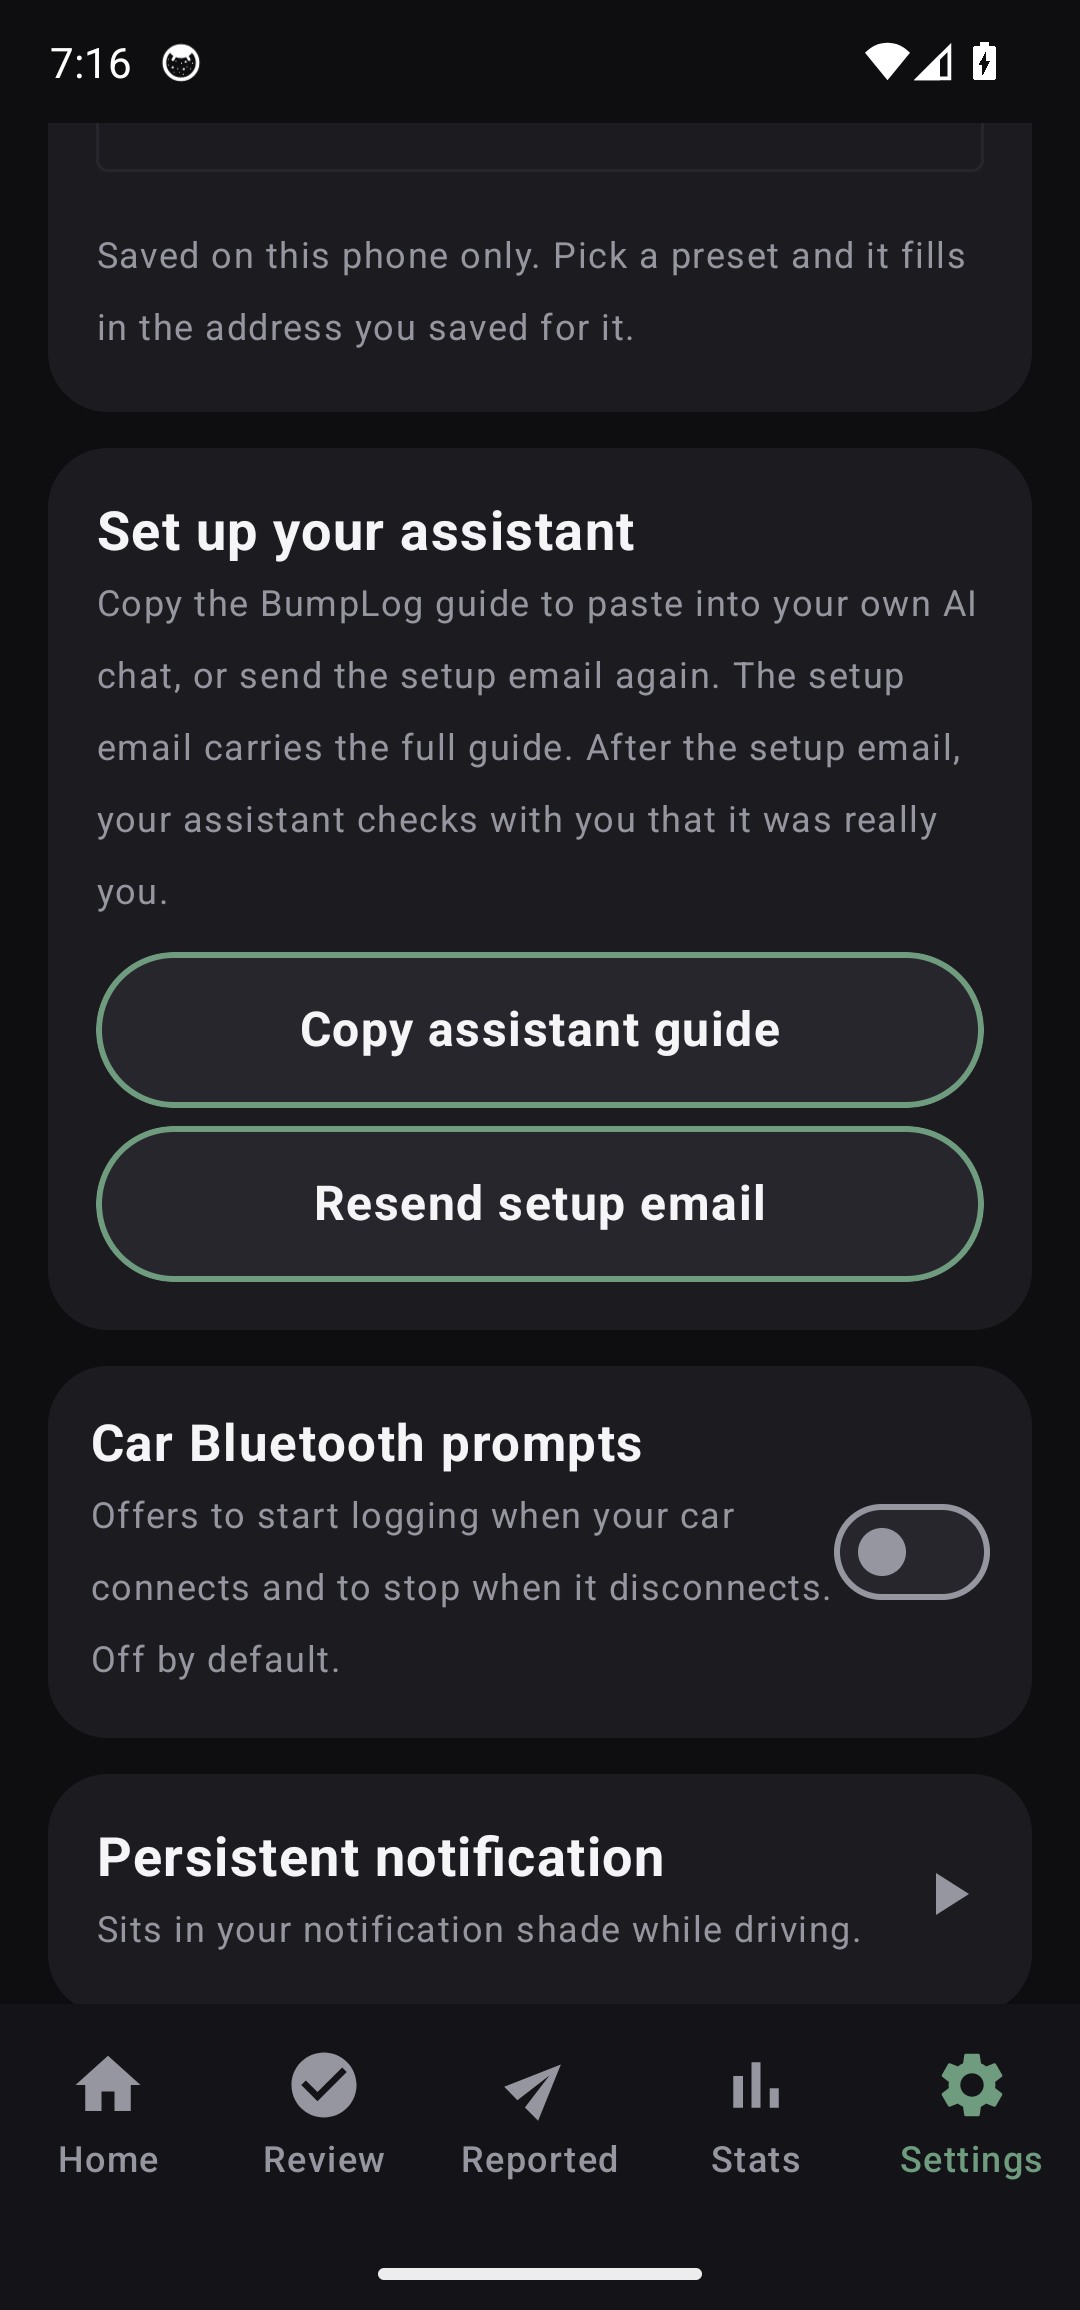 7:16
Saved on this phone only. Pick a preset and it fills
in the address you saved for it.
Set up your assistant
Copy the BumpLog guide to paste into your own AI
chat, or send the setup email again. The setup
email carries the full guide. After the setup email,
your assistant checks with you that it was really
you.
Copy assistant guide
Resend setup email
Car Bluetooth prompts
Offers to start logging when your car
connects and to stop when it disconnects.
Off by default.
Persistent notification
Sits in your notification shade while driving.
Home
Review
Reported
Stats
Settings